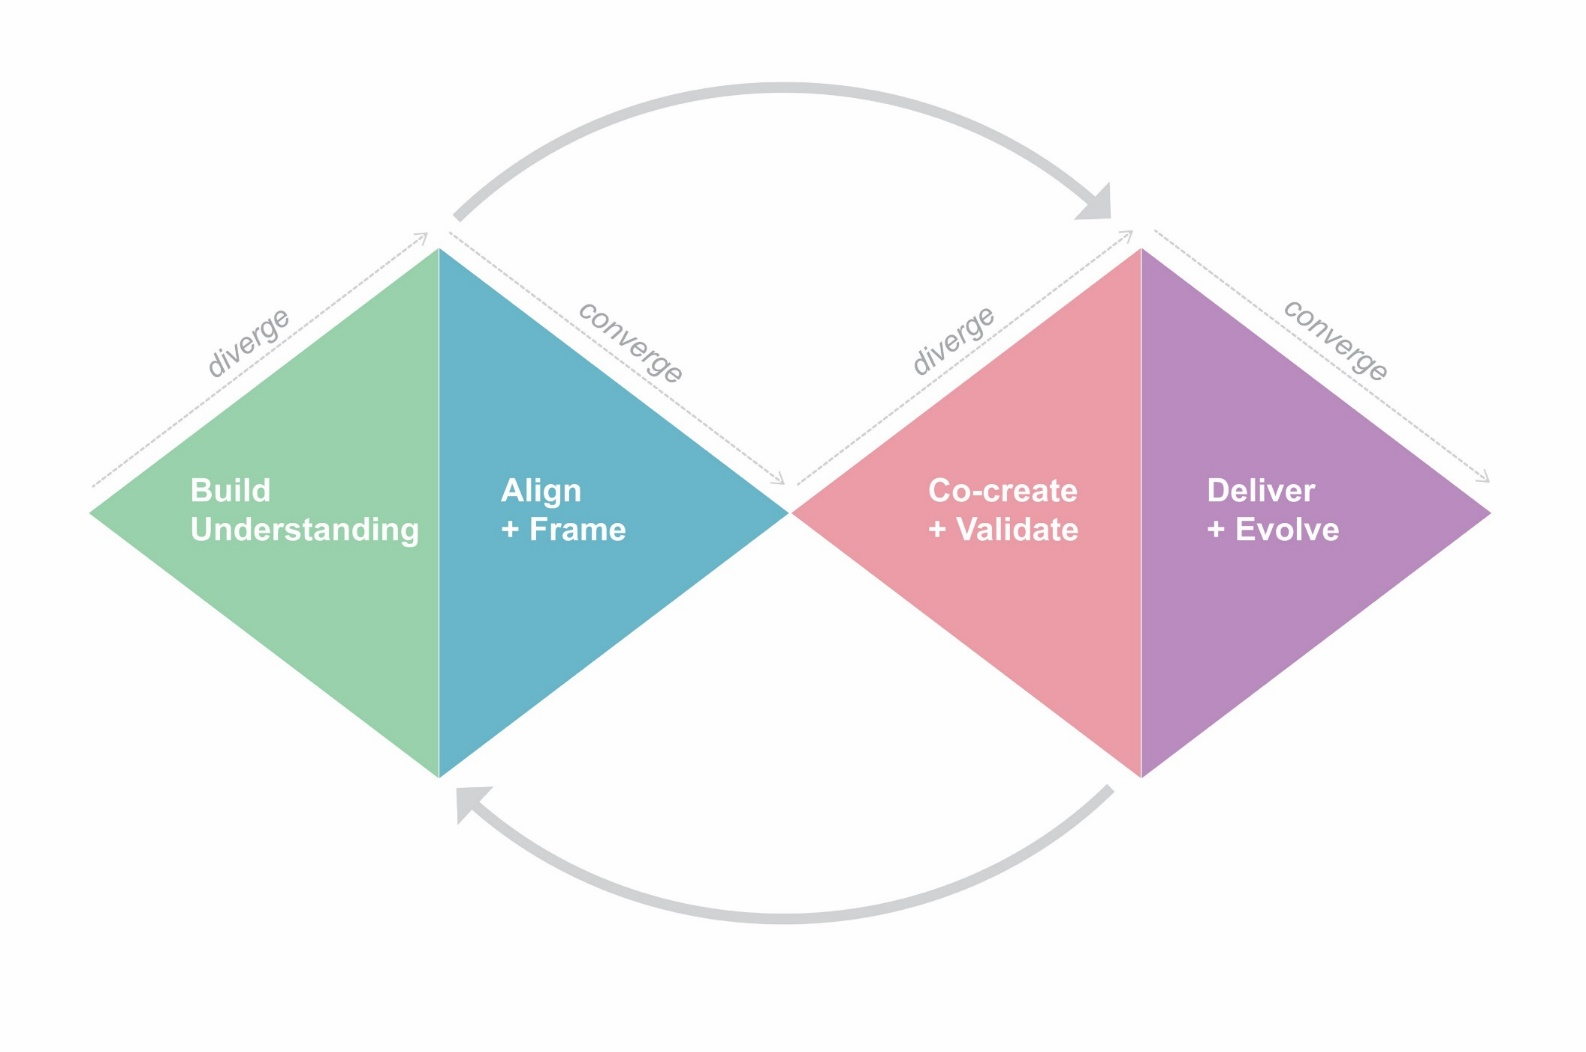 diverge
converge
diverge
converge
Build
Understanding
Align
+ Frame
Co-create
+ Validate
Deliver
+ Evolve